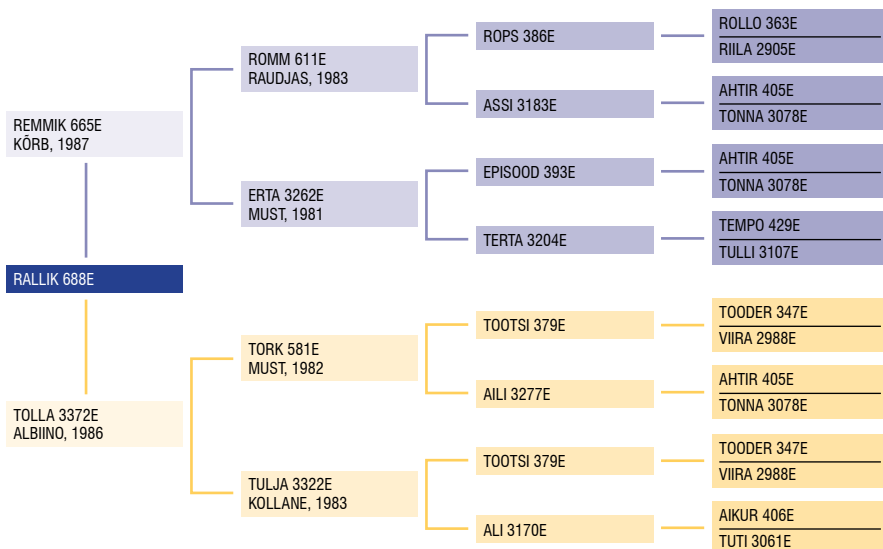 REMMIK 665E
KÕRB, 1987
RALLIK 688E
TOLLA 3372E
ALBIINO, 1986
ROMM 611E
RAUDJAS, 1983
ERTA 3262E
MUST, 1981
TORK 581E
MUST, 1982
TULJA 3322E
KOLLANE, 1983
ROPS 386E
ASSI 3183E
EPISOOD 393E
TERTA 3204E
TOOTSI 379E
AILI 3277E
TOOTSI 379E
ALI 3170E
ROLLO 363E
RIILA 2905E
AHTIR 405E
TONNA 3078E
AHTIR 405E
TONNA 3078E
TEMPO 429E
TULLI 3107E
TOODER 347E
VIIRA 2988E
AHTIR 405E
TONNA 3078E
TOODER 347E
VIIRA 2988E
AIKUR 406E
TUTI 3061E